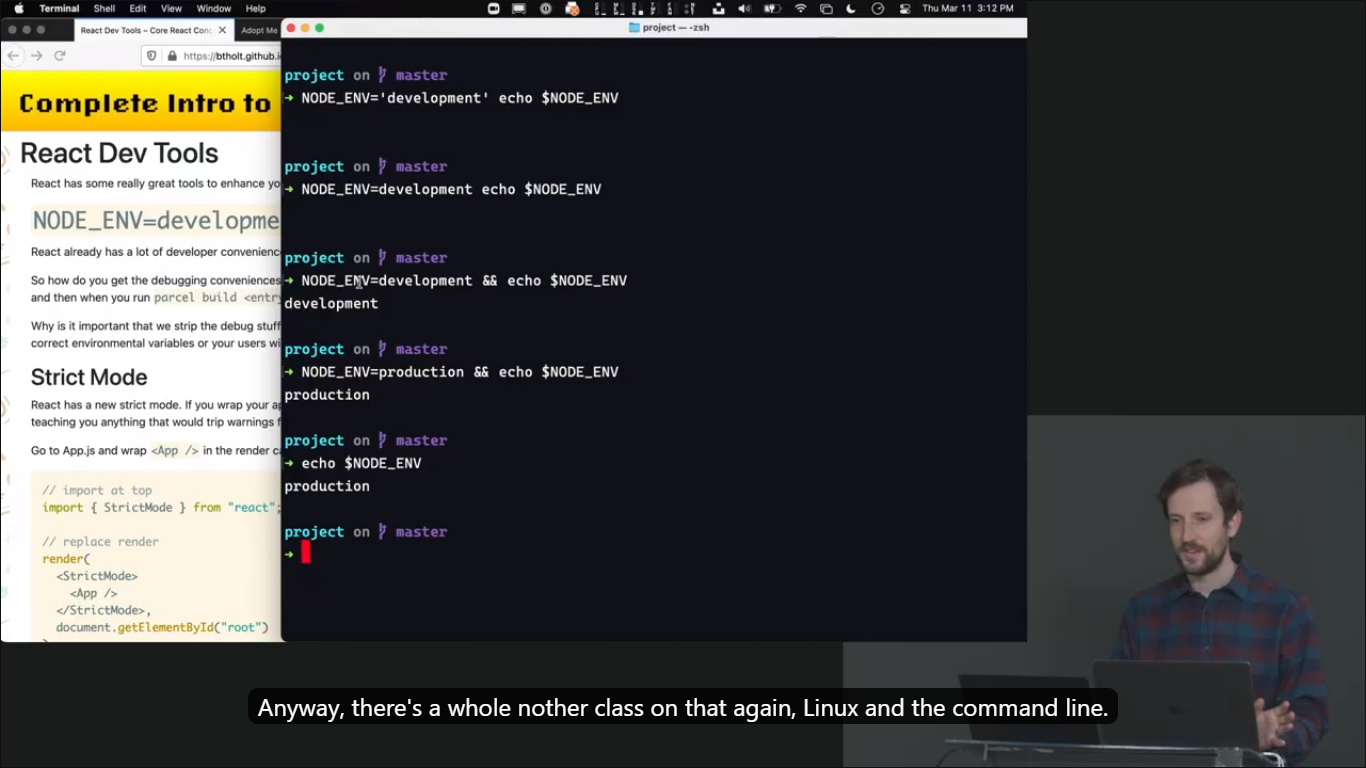 Terminal Shell Edit View Window Help
Thu Mar 11 3:12 PM
React Dev Tools – Core React Conc
Adopt Me
https://btholt.github.i
project — -zsh
Complete Intro to
React Dev Tools
React has some really great tools to enhance yo
NODE_ENV=developme
React already has a lot of developer convenienc
So how do you get the debugging conveniences
and then when you run parcel build <entry
Why is it important that we strip the debug stuff
correct environmental variables or your users wi
Strict Mode
React has a new strict mode. If you wrap your ap
teaching you anything that would trip warnings f
Go to App.js and wrap <App /> in the render ca
// import at top
import { StrictMode } from "react";
// replace render
render(
<StrictMode>
<App />
</StrictMode>,
document.getElementById("root")
project on master
➜ NODE_ENV='development' echo $NODE_ENV
project on master
➜ NODE_ENV=development echo $NODE_ENV
project on master
➜ NODE_ENV=development && echo $NODE_ENV
development
project on master
➜ NODE_ENV=production && echo $NODE_ENV
production
project on master
➜ echo $NODE_ENV
production
project on master
➜
Anyway, there's a whole nother class on that again, Linux and the command line.